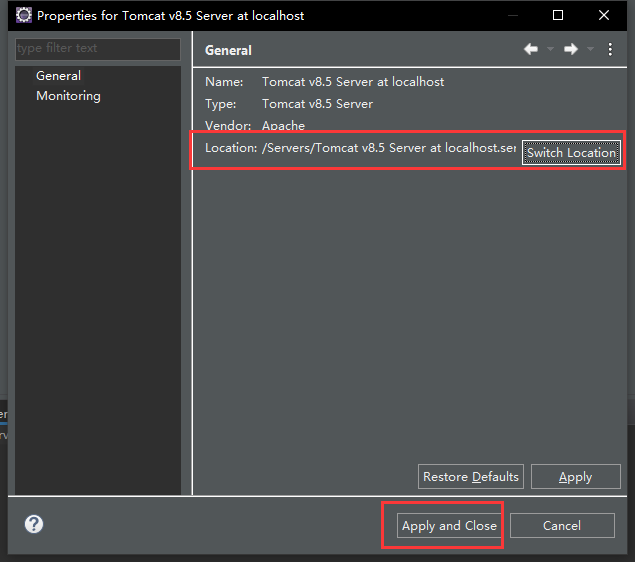 Properties for Tomcat v8.5 Server at localhost
type filter text
General
Monitoring
General
Name: Tomcat v8.5 Server at localhost
Type: Tomcat v8.5 Server
Vendor: Apache
Location: /Servers/Tomcat v8.5 Server at localhost.ser Switch Location
Restore Defaults Apply
Apply and Close Cancel